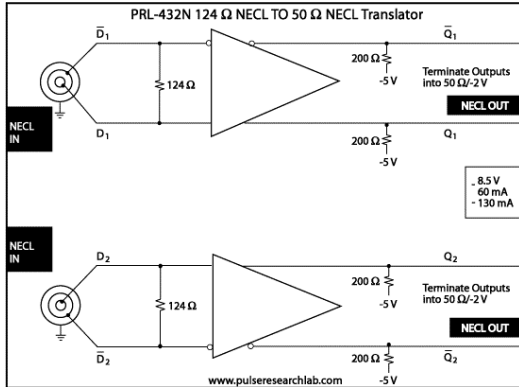 PRL-432N 124 Ω NECL TO 50 Ω NECL Translator
D̅1
Q̅1
200 Ω
-5 V
Terminate Outputs
into 50 Ω/-2 V
124 Ω
NECL OUT
NECL
IN
D1
Q1
200 Ω
-5 V
- 8.5 V
60 mA
- 130 mA
NECL
IN
D2
Q2
200 Ω
-5 V
Terminate Outputs
into 50 Ω/-2 V
124 Ω
NECL OUT
D̅2
Q̅2
200 Ω
-5 V
www.pulseresearchlab.com